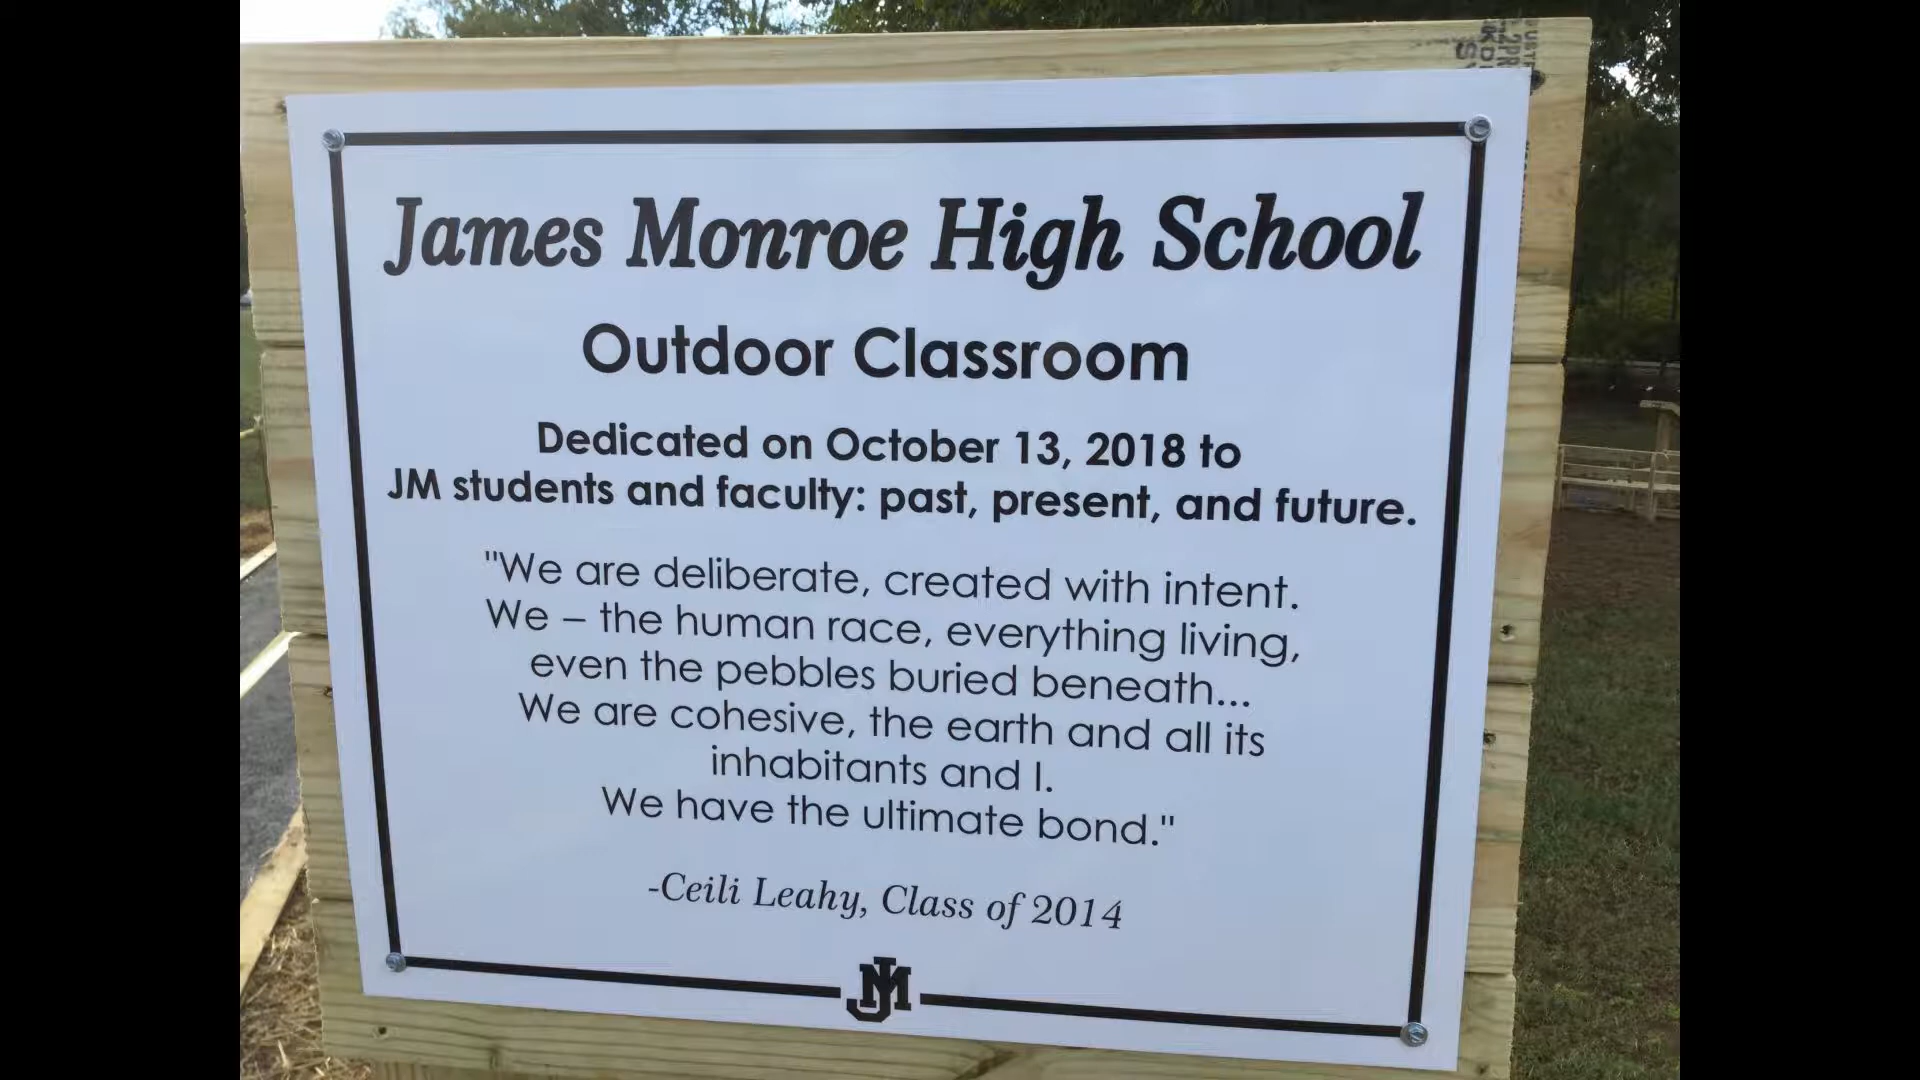 James Monroe High School
Outdoor Classroom
Dedicated on October 13, 2018 to
JM students and faculty: past, present, and future.
"We are deliberate, created with intent.
We – the human race, everything living,
even the pebbles buried beneath...
We are cohesive, the earth and all its
inhabitants and I.
We have the ultimate bond."
-Ceili Leahy, Class of 2014
JM